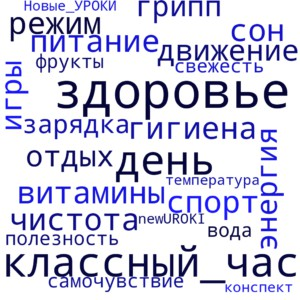 Новые_УРОКИ
грипп
режим
питание
сон
движение
фрукты
свежесть
игры
здоровье
зарядка
гигиена
отдых
день
энергия
температура
витамины
спорт
чистота
newUROKI
полезность
вода
классный_час
самочувствие
конспект